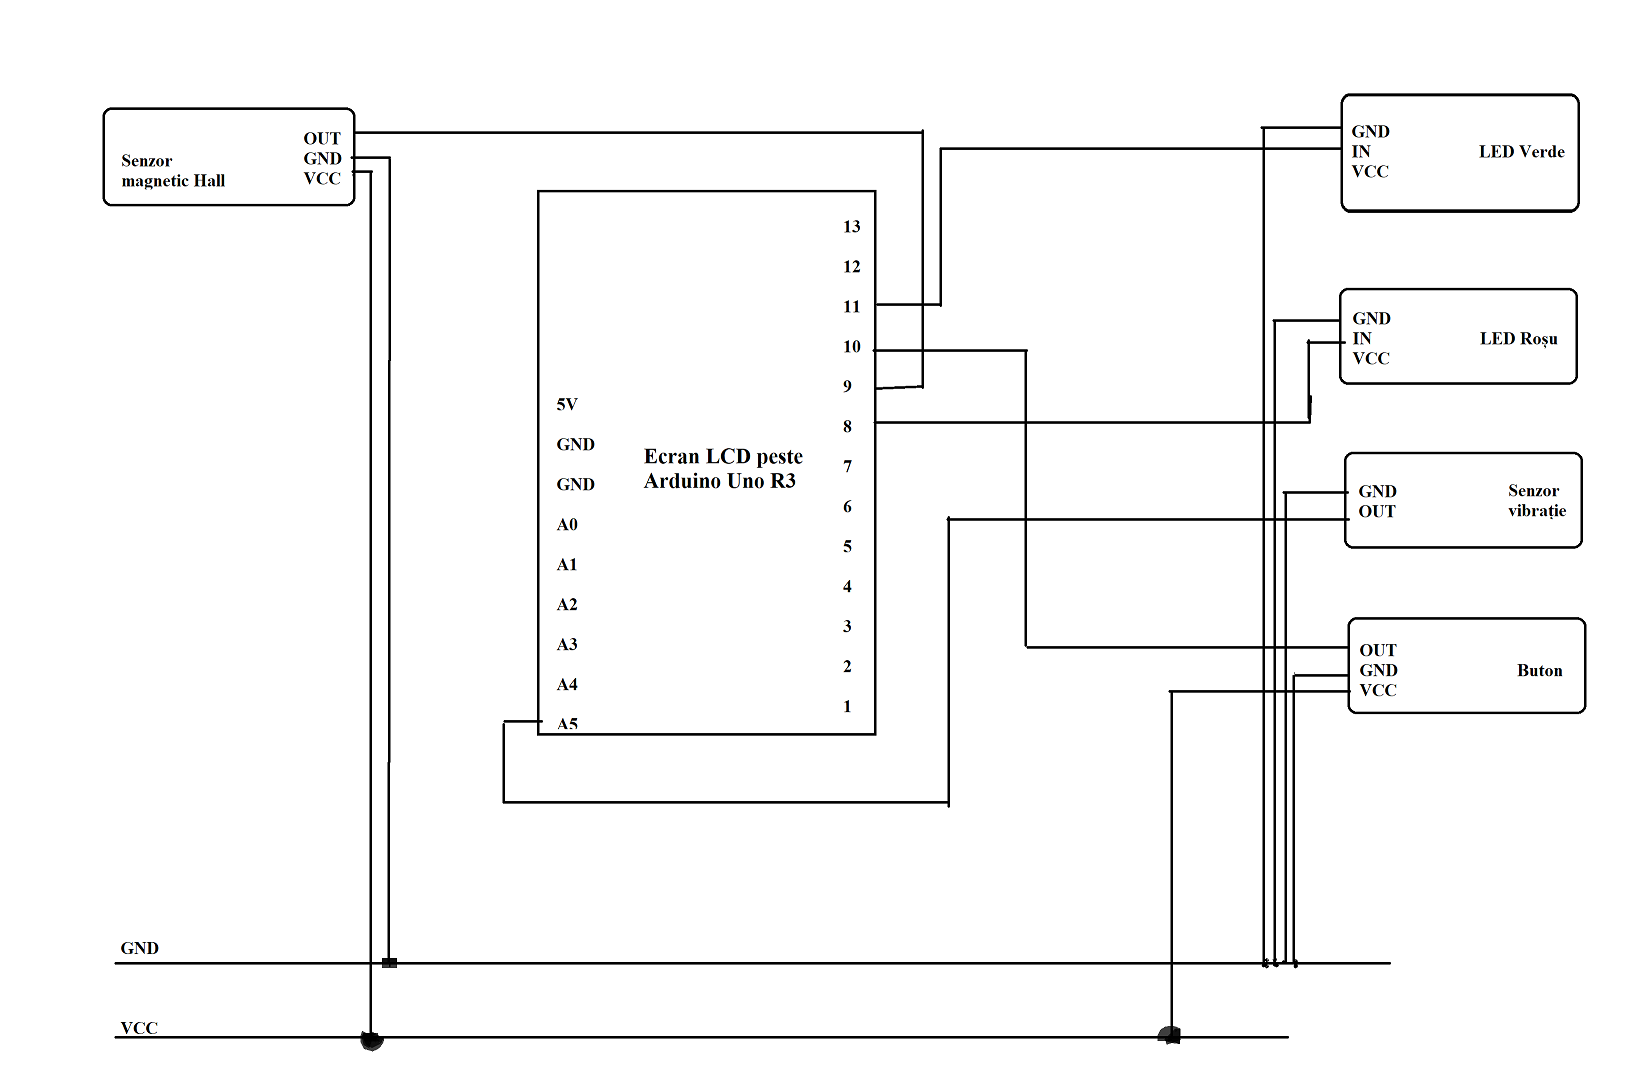 OUT
GND
VCC
Senzor
magnetic Hall
GND
IN
VCC
LED Verde
13
12
11
10
9
8
7
6
5
4
3
2
1
5V
GND
GND
A0
A1
A2
A3
A4
A5
Ecran LCD peste
Arduino Uno R3
GND
IN
VCC
LED Roșu
GND
OUT
Senzor
vibrație
OUT
GND
VCC
Buton
GND
VCC